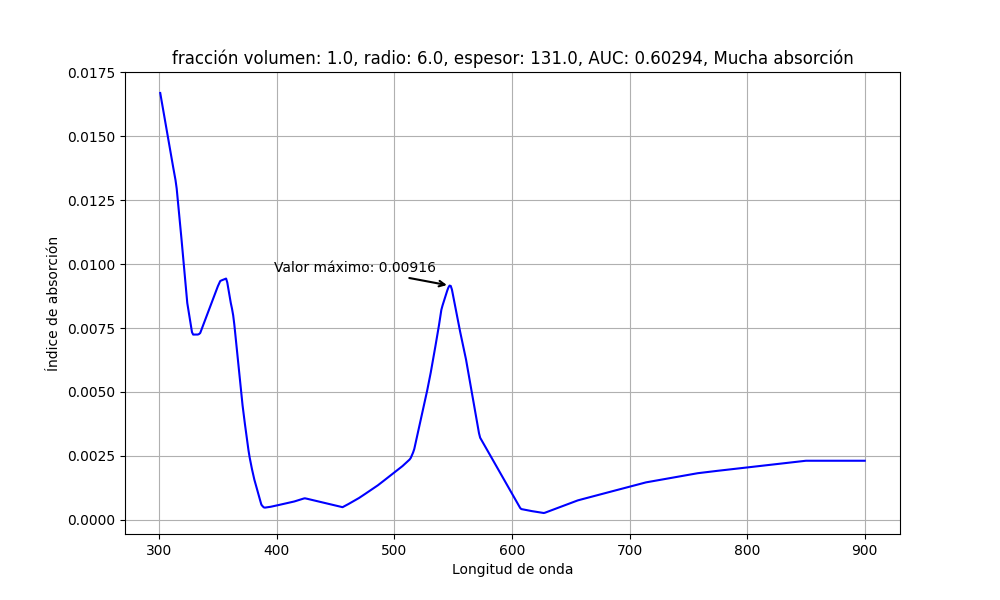 fracción volumen: 1.0, radio: 6.0, espesor: 131.0, AUC: 0.60294, Mucha absorción
0.0175
0.0150
0.0125
0.0100
0.0075
0.0050
0.0025
0.0000
Índice de absorción
Valor máximo: 0.00916
300 400 500 600 700 800 900
Longitud de onda